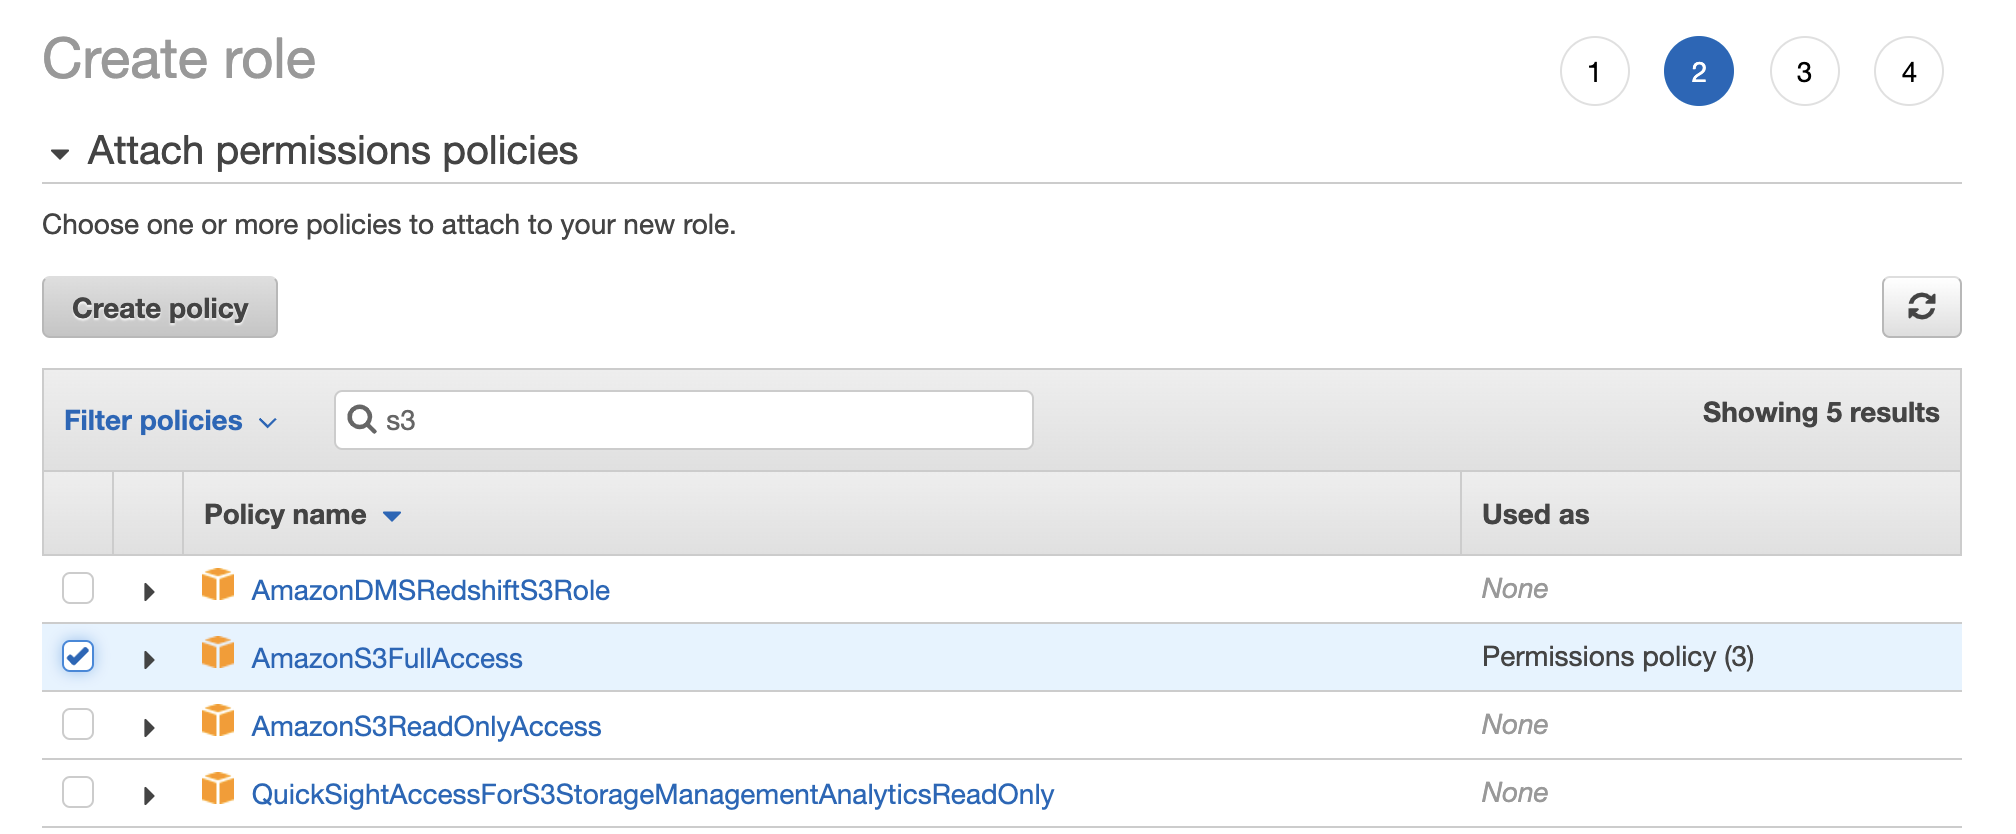 Create role
1 2 3 4
Attach permissions policies
Choose one or more policies to attach to your new role.
Create policy
Filter policies s3 Showing 5 results
Policy name Used as
AmazonDMSRedshiftS3Role None
AmazonS3FullAccess Permissions policy (3)
AmazonS3ReadOnlyAccess None
QuickSightAccessForS3StorageManagementAnalyticsReadOnly None